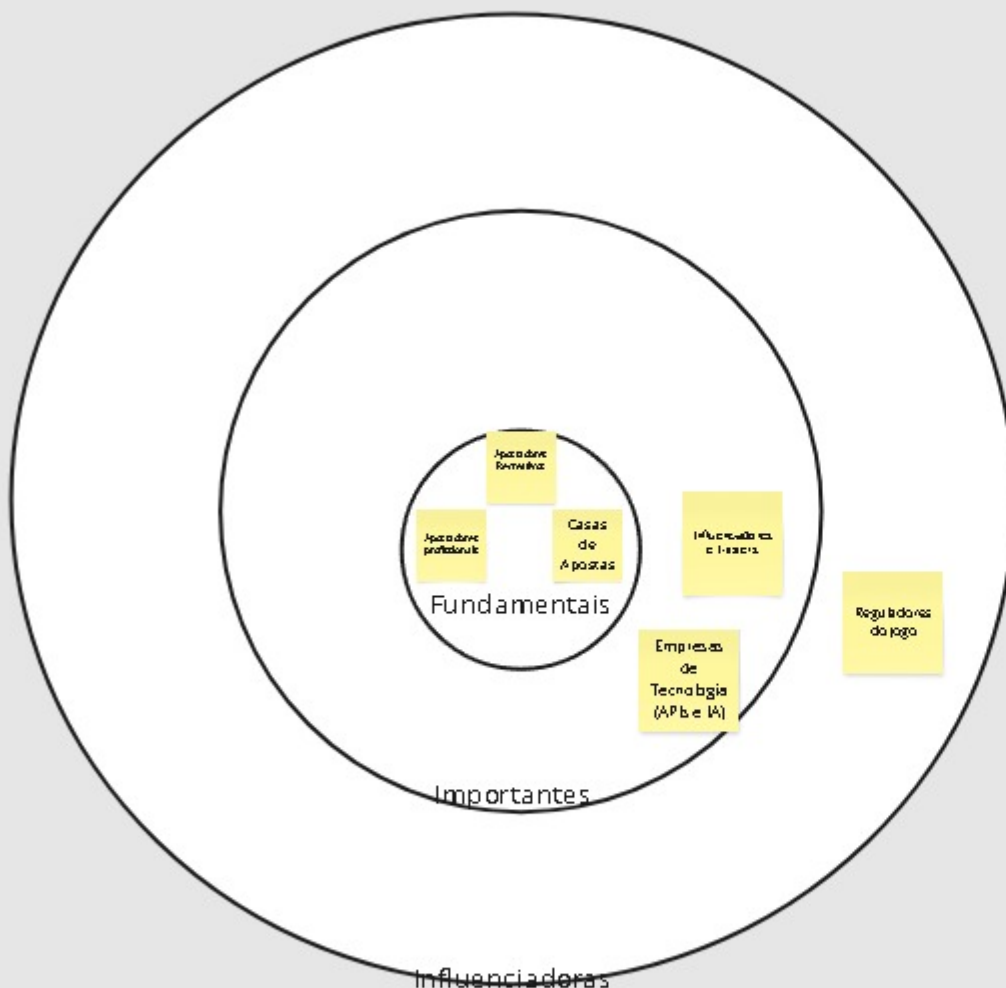 Apostadores
Recreativos
Apostadores
profissionais
Casas
de
Apostas
Fundamentais
Influenciadores
e Tipsters
Reguladores
do jogo
Empresas
de
Tecnologia
(APIs e IA)
Importantes
Influenciadoras